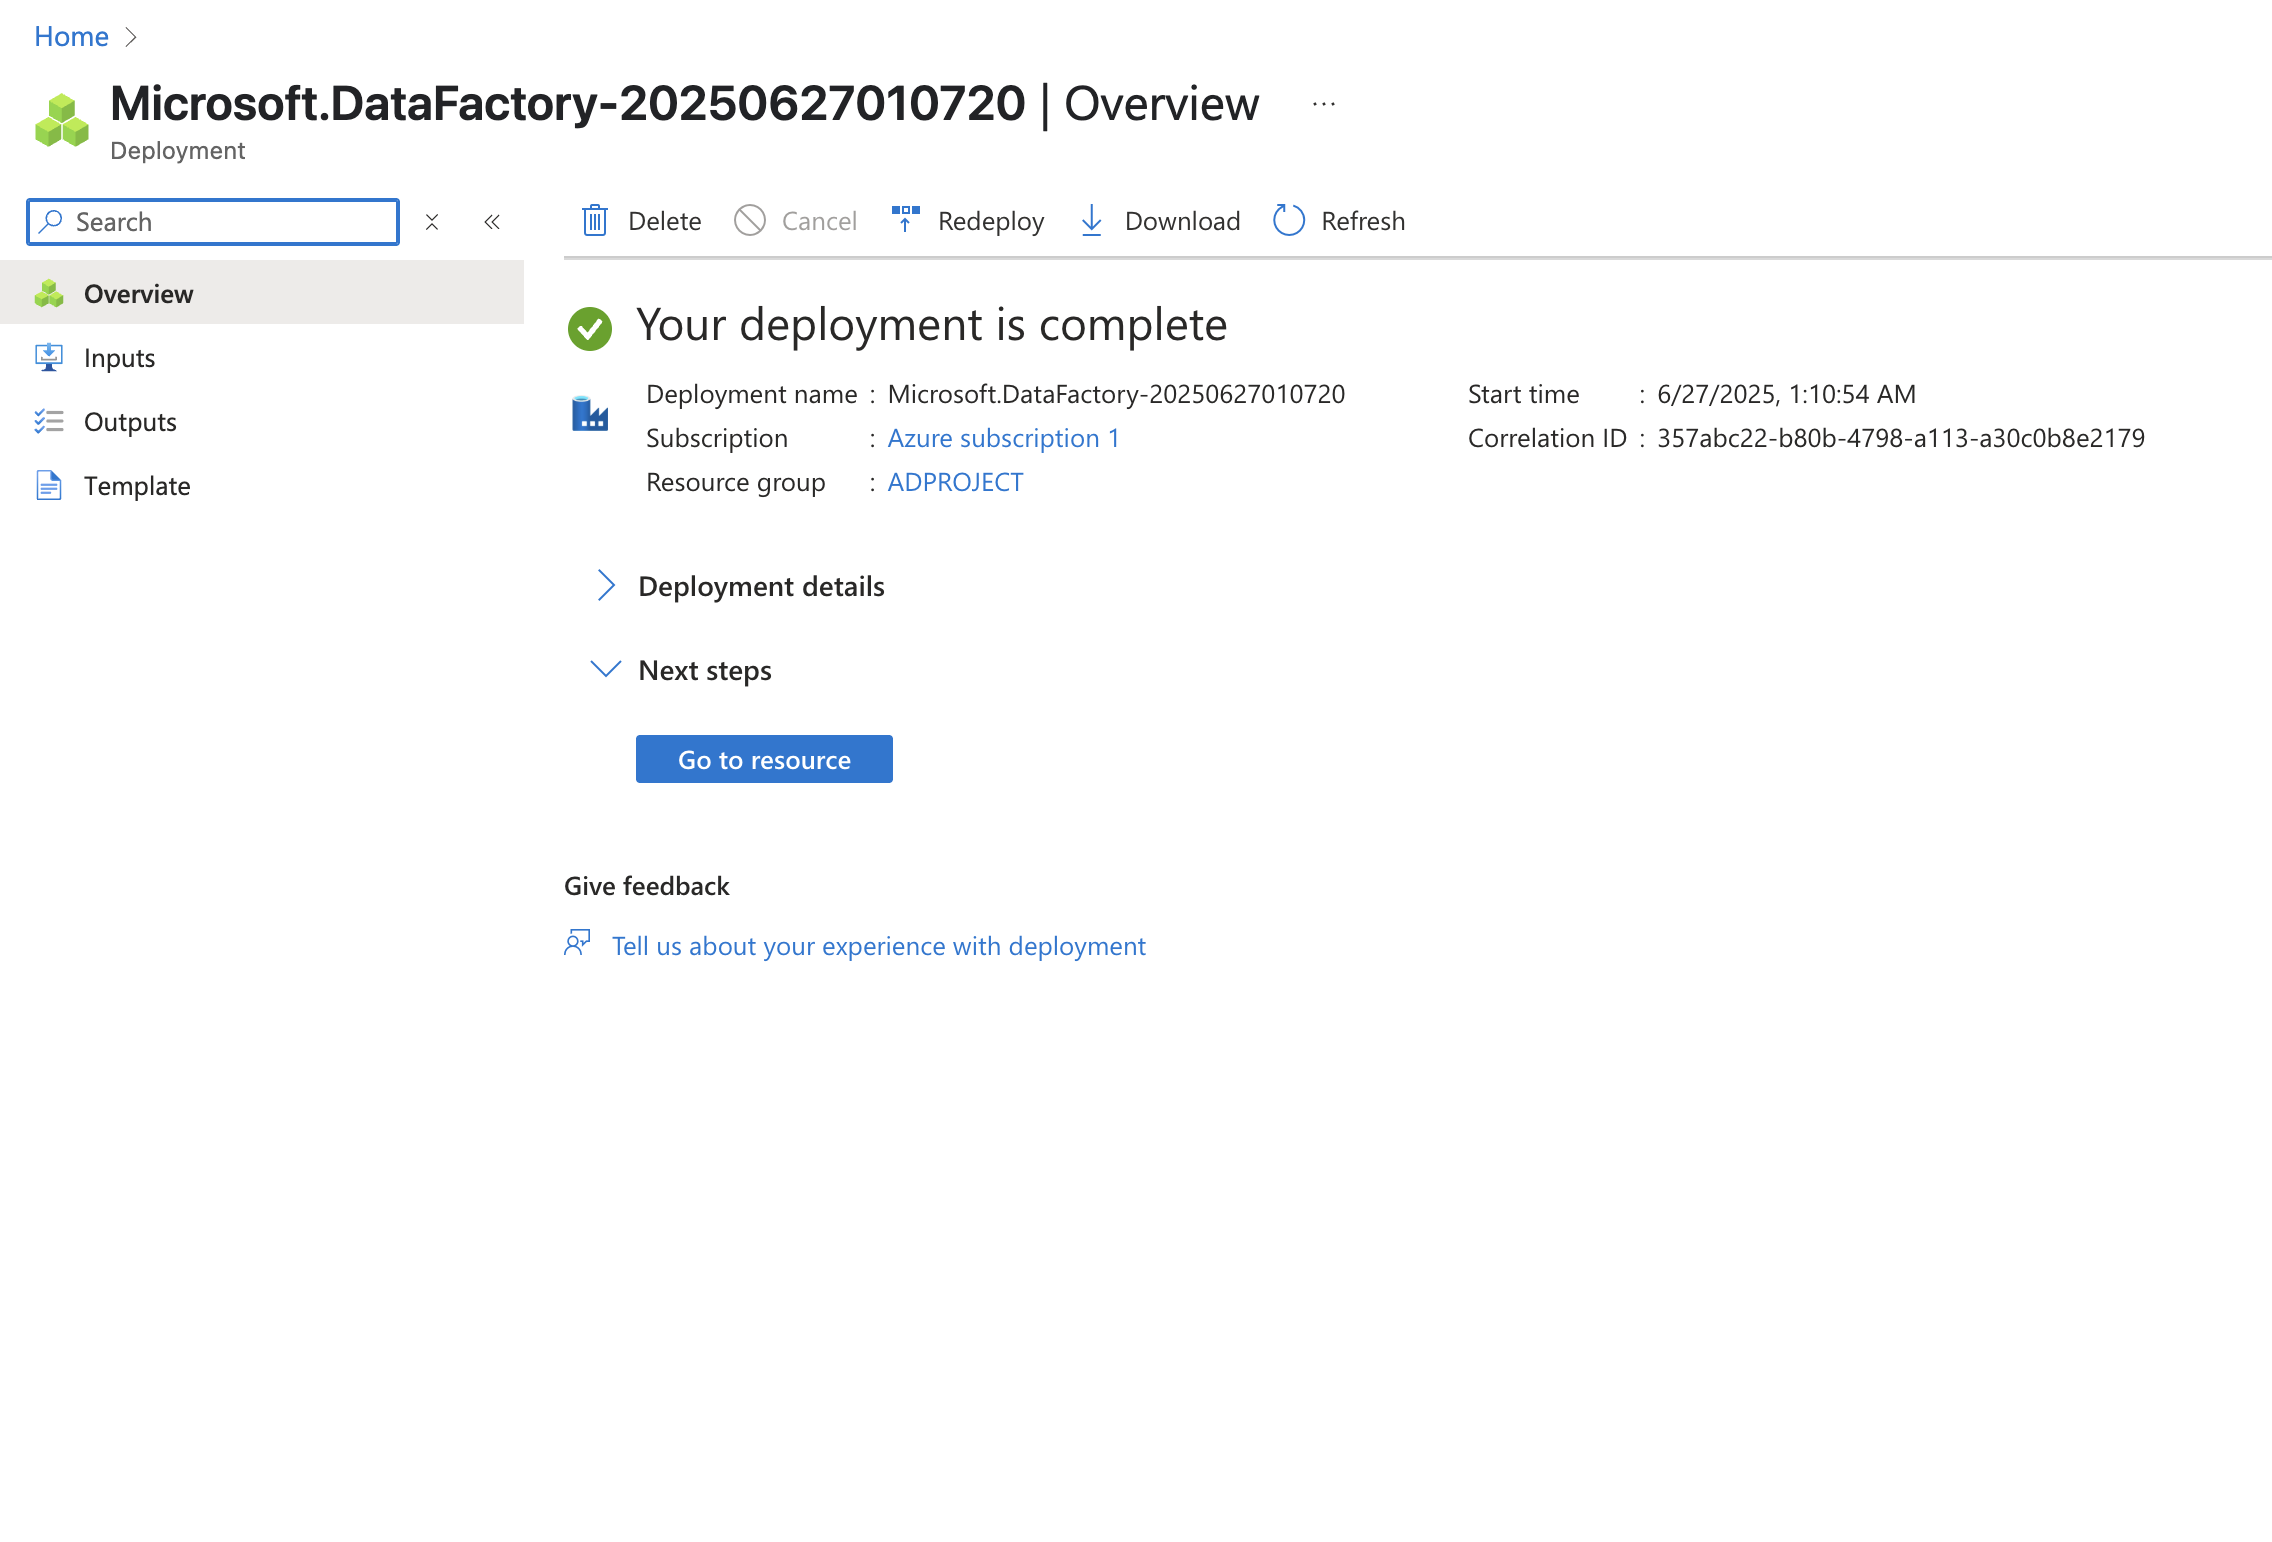 Home
Microsoft.DataFactory-20250627010720 | Overview ...
Deployment
Search
Overview
Inputs
Outputs
Template
Delete Cancel Redeploy Download Refresh
Your deployment is complete
Deployment name : Microsoft.DataFactory-20250627010720
Subscription : Azure subscription 1
Resource group : ADPROJECT
Start time : 6/27/2025, 1:10:54 AM
Correlation ID : 357abc22-b80b-4798-a113-a30c0b8e2179
Deployment details
Next steps
Go to resource
Give feedback
Tell us about your experience with deployment